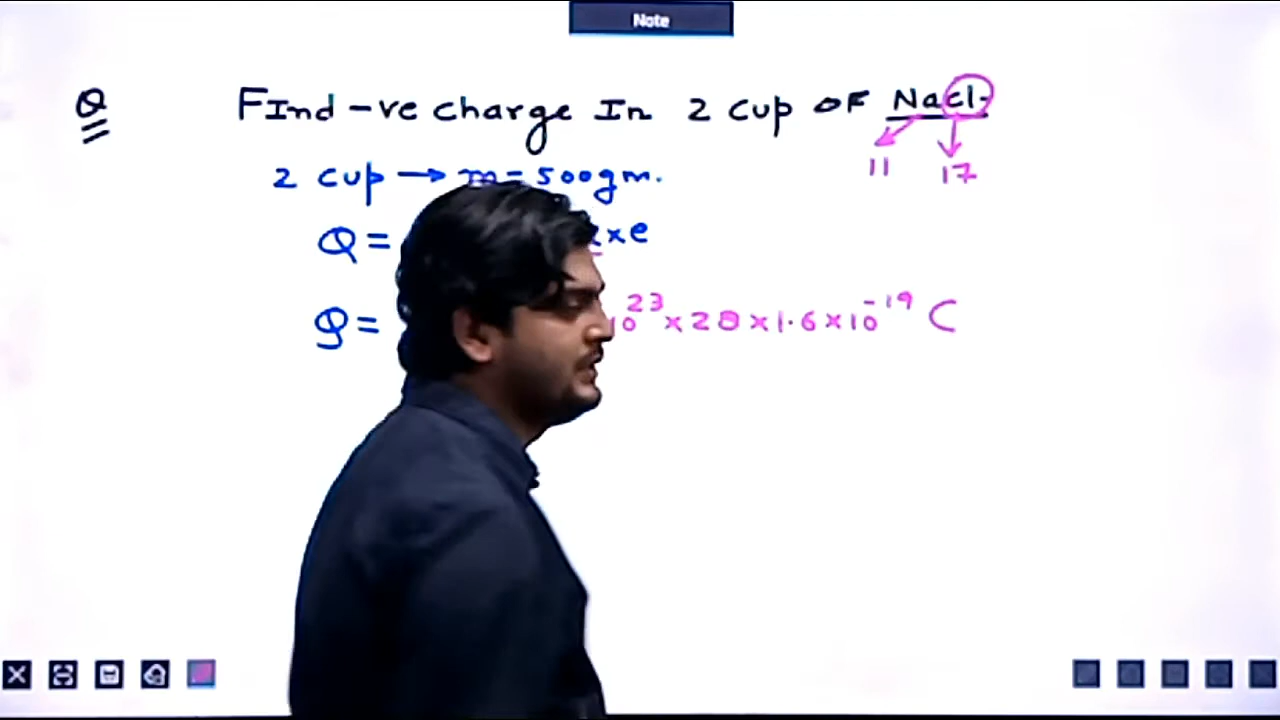 Note
Q FInd -ve charge In 2 cup OF Nacl.
11 17
2 cup → m = 500gm.
Q = xe
Q = 10²³ x 28 x 1.6 x 10⁻¹⁹ C